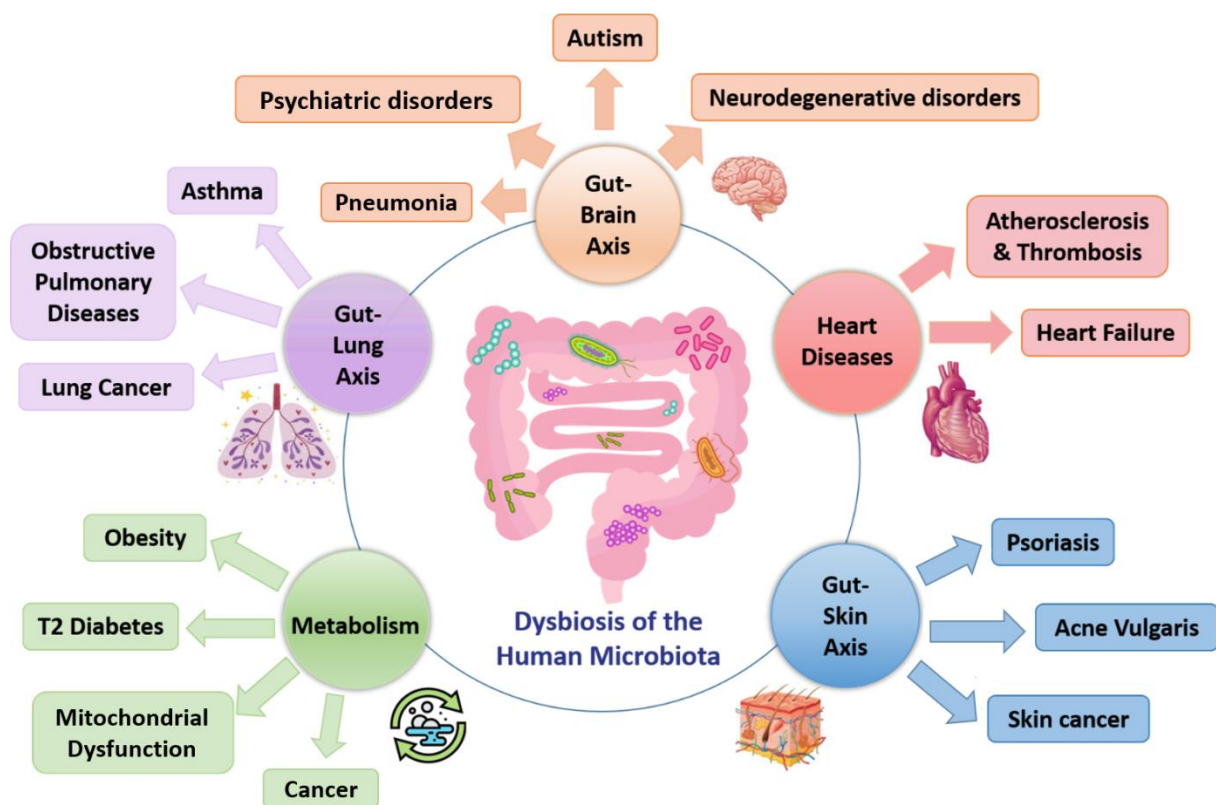 Autism
Psychiatric disorders
Neurodegenerative disorders
Pneumonia
Gut-
Brain
Axis
Asthma
Obstructive
Pulmonary
Diseases
Lung Cancer
Gut-
Lung
Axis
Atherosclerosis
& Thrombosis
Heart Failure
Heart
Diseases
Obesity
T2 Diabetes
Mitochondrial
Dysfunction
Cancer
Metabolism
Dysbiosis of the
Human Microbiota
Gut-
Skin
Axis
Psoriasis
Acne Vulgaris
Skin cancer